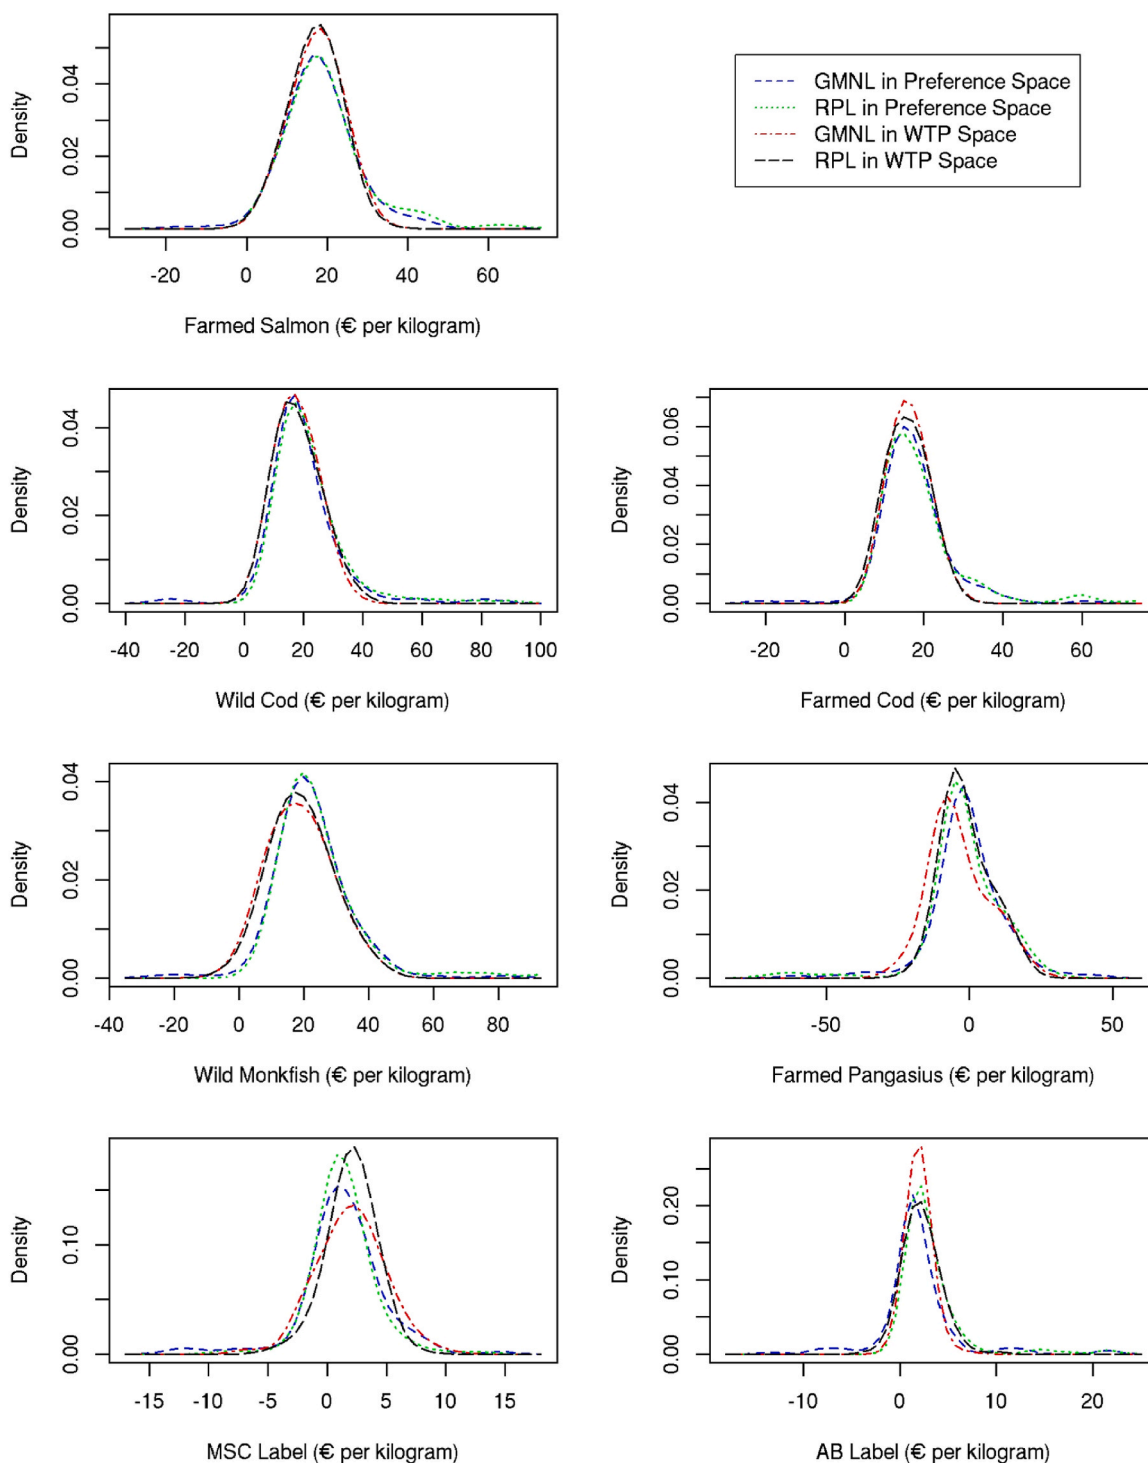 Density
0.00 0.02 0.04
-20 0 20 40 60
Farmed Salmon (€ per kilogram)
GMNL in Preference Space
RPL in Preference Space
GMNL in WTP Space
RPL in WTP Space
Density
0.00 0.02 0.04
-40 -20 0 20 40 60 80 100
Wild Cod (€ per kilogram)
Density
0.00 0.02 0.04 0.06
-20 0 20 40 60
Farmed Cod (€ per kilogram)
Density
0.00 0.02 0.04
-40 -20 0 20 40 60 80
Wild Monkfish (€ per kilogram)
Density
0.00 0.02 0.04
-50 0 50
Farmed Pangasius (€ per kilogram)
Density
0.00 0.10
-15 -10 -5 0 5 10 15
MSC Label (€ per kilogram)
Density
0.00 0.10 0.20
-10 0 10 20
AB Label (€ per kilogram)